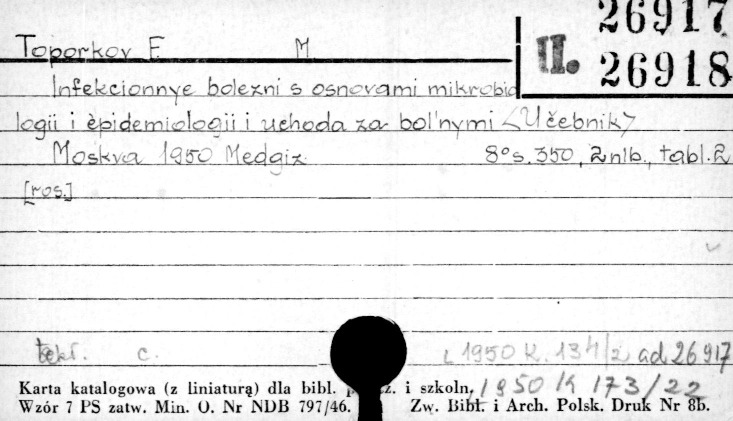 26917
Toporkov E M
II. 26918
Infekcionnye bolezni s osnovami mikrobio
logii i èpidemiologii i uchoda za bol'nymi <Učebnik>
Moskva 1950 Medgiz 8° s. 350, 2 nlb., tabl. 2
[ros.]
c. 1950 K. 134/2 ad 26917
Karta katalogowa (z liniaturą) dla bibl. i szkoln. 1950 K 173/22
Wzór 7 PS zatw. Min. O. Nr NDB 797/46. Zw. Bibl. i Arch. Polsk. Druk Nr 8b.